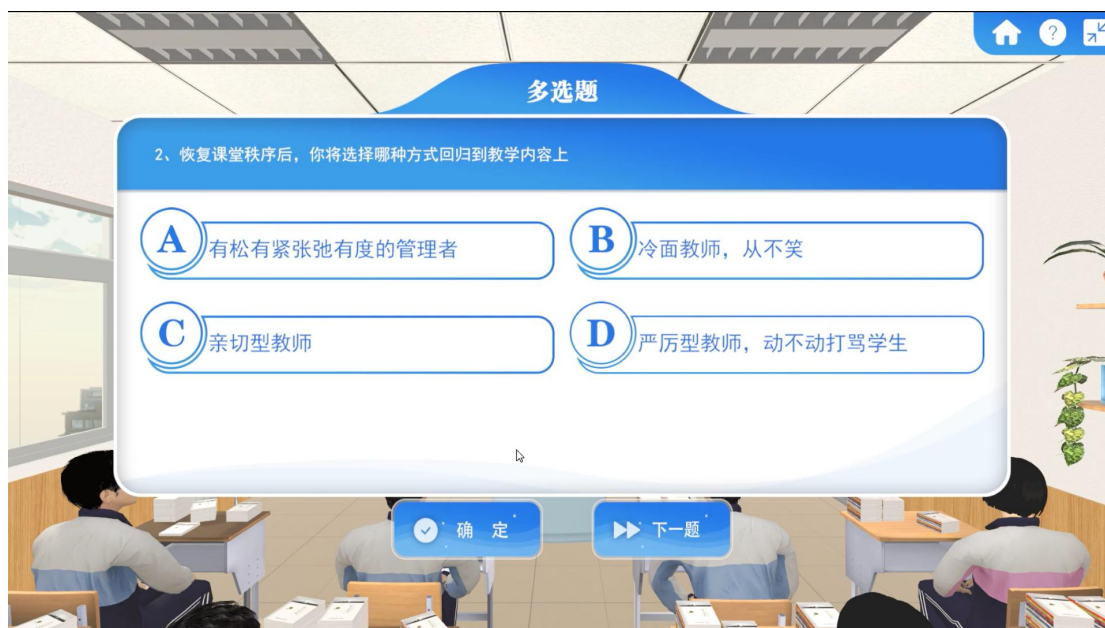 ?
多选题
2、恢复课堂秩序后，你将选择哪种方式回归到教学内容上
A 有松有紧张弛有度的管理者
B 冷面教师，从不笑
C 亲切型教师
D 严厉型教师，动不动打骂学生
确 定
下一题